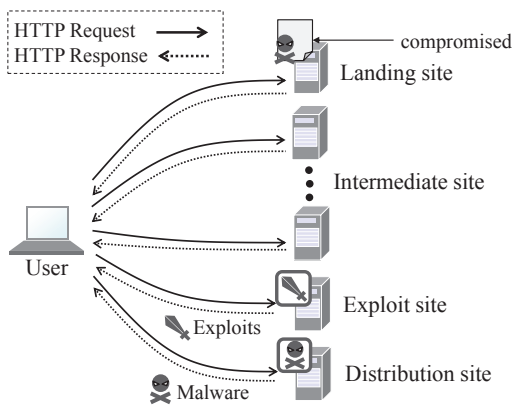 HTTP Request
HTTP Response
compromised
Landing site
Intermediate site
User
Exploits
Exploit site
Malware
Distribution site